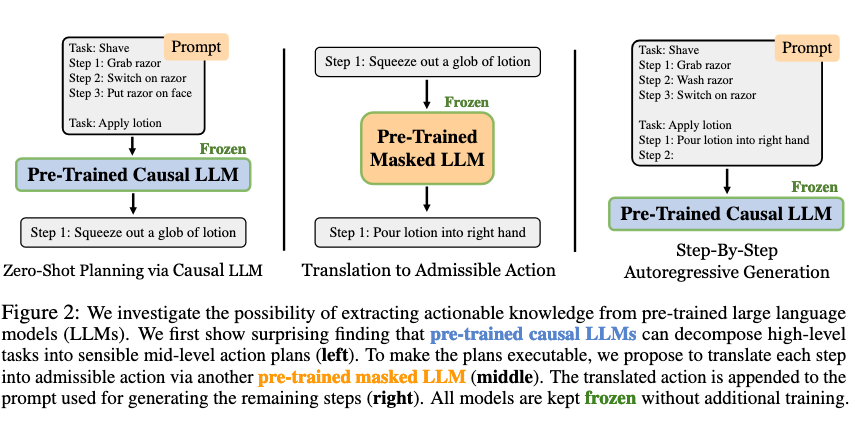 Prompt
Task: Shave
Step 1: Grab razor
Step 2: Switch on razor
Step 3: Put razor on face
Task: Apply lotion
Frozen
Pre-Trained Causal LLM
Step 1: Squeeze out a glob of lotion
Zero-Shot Planning via Causal LLM
Step 1: Squeeze out a glob of lotion
Frozen
Pre-Trained
Masked LLM
Step 1: Pour lotion into right hand
Translation to Admissible Action
Prompt
Task: Shave
Step 1: Grab razor
Step 2: Wash razor
Step 3: Switch on razor
Task: Apply lotion
Step 1: Pour lotion into right hand
Step 2:
Frozen
Pre-Trained Causal LLM
Step-By-Step
Autoregressive Generation
Figure 2: We investigate the possibility of extracting actionable knowledge from pre-trained large language
models (LLMs). We first show surprising finding that pre-trained causal LLMs can decompose high-level
tasks into sensible mid-level action plans (left). To make the plans executable, we propose to translate each step
into admissible action via another pre-trained masked LLM (middle). The translated action is appended to the
prompt used for generating the remaining steps (right). All models are kept frozen without additional training.